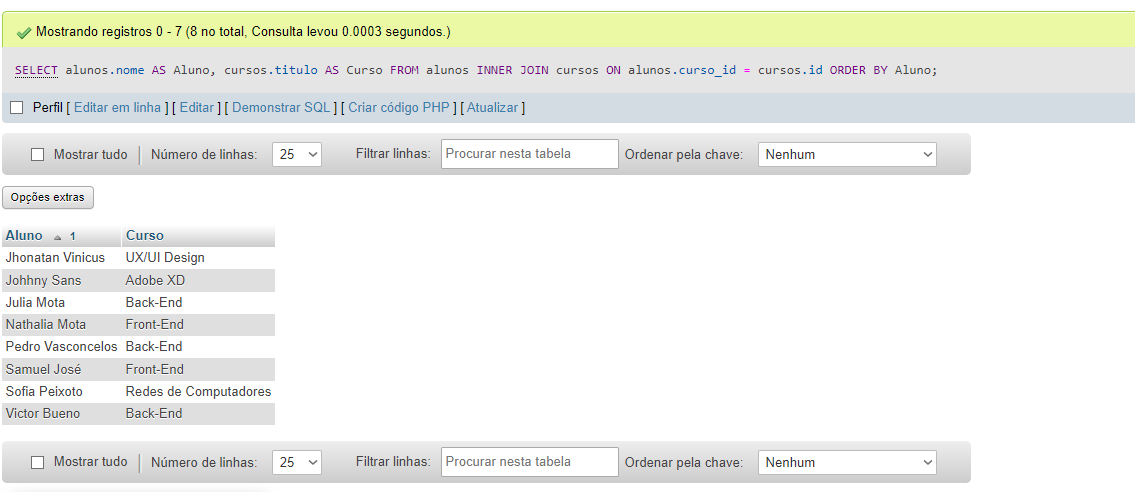 Mostrando registros 0 - 7 (8 no total, Consulta levou 0.0003 segundos.)
SELECT alunos.nome AS Aluno, cursos.titulo AS Curso FROM alunos INNER JOIN cursos ON alunos.curso_id = cursos.id ORDER BY Aluno;
Perfil [ Editar em linha ] [ Editar ] [ Demonstrar SQL ] [ Criar código PHP ] [ Atualizar ]
Mostrar tudo | Número de linhas: 25 Filtrar linhas: Procurar nesta tabela Ordenar pela chave: Nenhum
Opções extras
Aluno 1 Curso
Jhonatan Vinicus UX/UI Design
Johhny Sans Adobe XD
Julia Mota Back-End
Nathalia Mota Front-End
Pedro Vasconcelos Back-End
Samuel José Front-End
Sofia Peixoto Redes de Computadores
Victor Bueno Back-End
Mostrar tudo | Número de linhas: 25 Filtrar linhas: Procurar nesta tabela Ordenar pela chave: Nenhum